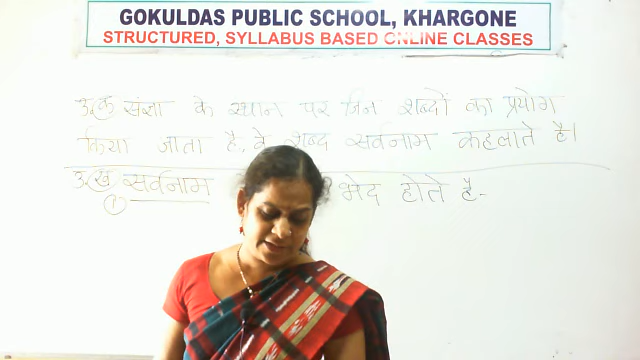 GOKULDAS PUBLIC SCHOOL, KHARGONE
STRUCTURED, SYLLABUS BASED ONLINE CLASSES
उ. क संज्ञा के स्थान पर जिन शब्दों का प्रयोग
किया जाता है, वे शब्द सर्वनाम कहलाते है।
उ. ख सर्वनाम भेद होते है-